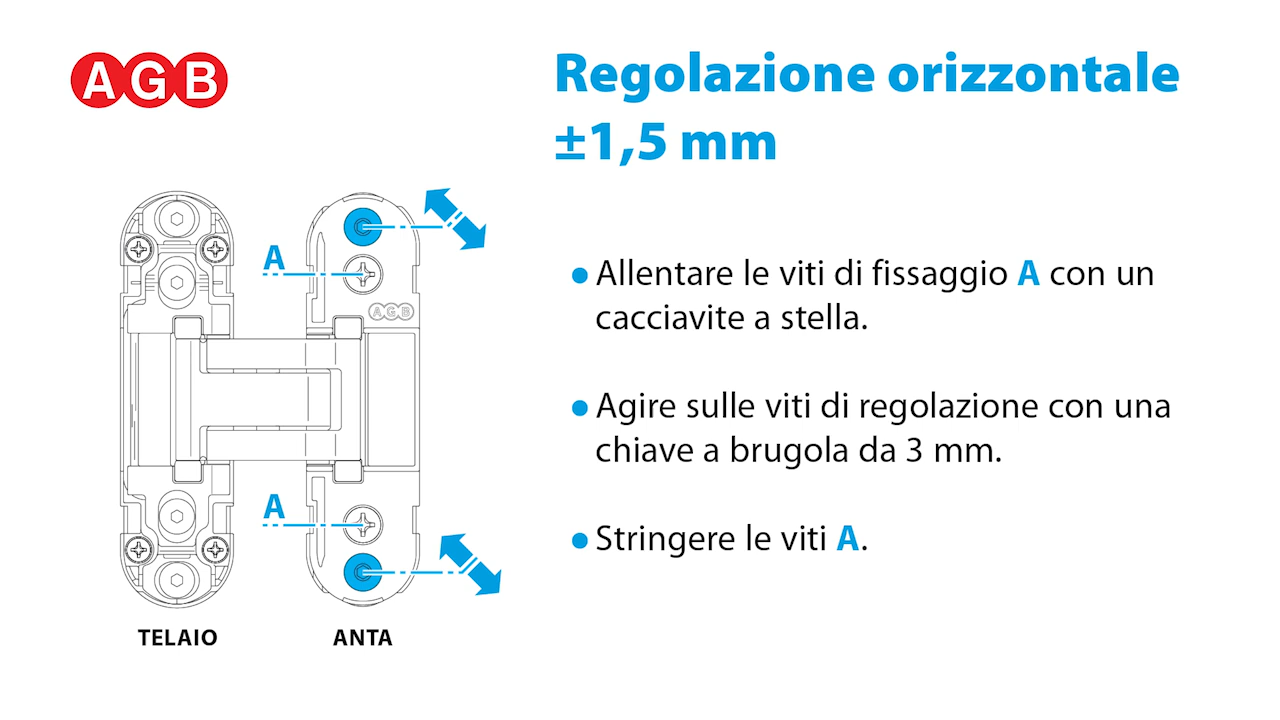 AGB
Regolazione orizzontale
±1,5 mm
A
AGB
● Allentare le viti di fissaggio A con un
cacciavite a stella.
● Agire sulle viti di regolazione con una
chiave a brugola da 3 mm.
A
● Stringere le viti A.
TELAIO
ANTA